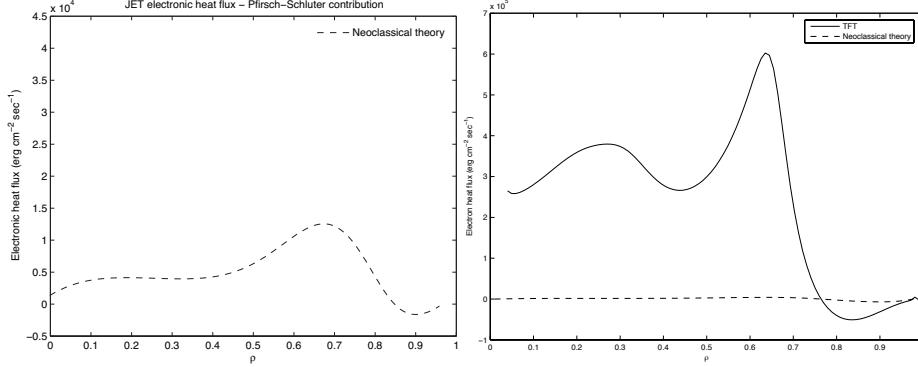 JET electronic heat flux – Pfirsch–Schluter contribution
x 10⁴
4.5
4
3.5
3
2.5
2
1.5
1
0.5
0
−0.5
Electronic heat flux (erg cm⁻² sec⁻¹)
Neoclassical theory
0 0.1 0.2 0.3 0.4 0.5 0.6 0.7 0.8 0.9 1
ρ
x 10⁵
7
6
5
4
3
2
1
0
−1
Electron heat flux (erg cm⁻² sec⁻¹)
TFT
Neoclassical theory
0 0.1 0.2 0.3 0.4 0.5 0.6 0.7 0.8 0.9
ρ